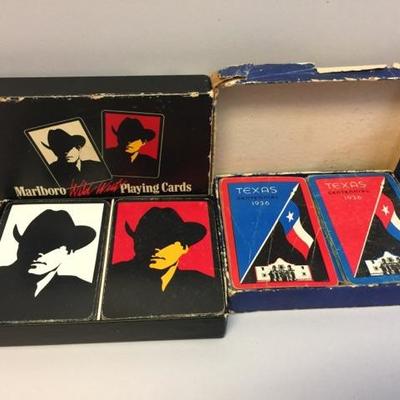 Marlboro Wild West Playing Cards
TEXAS
CENTENNIAL
1936
TEXAS
CENTENNIAL
1936